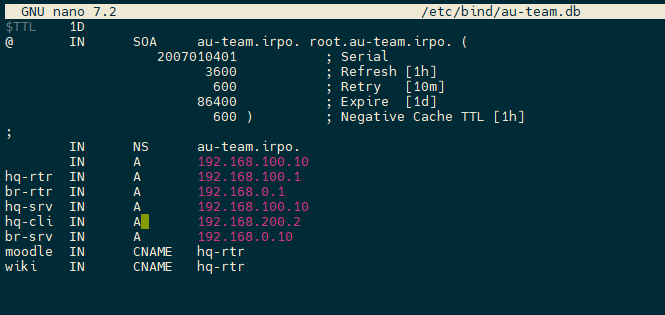 GNU nano 7.2 /etc/bind/au-team.db
$TTL 1D
@ IN SOA au-team.irpo. root.au-team.irpo. (
2007010401 ; Serial
3600 ; Refresh [1h]
600 ; Retry [10m]
86400 ; Expire [1d]
600 ) ; Negative Cache TTL [1h]
;
IN NS au-team.irpo.
IN A 192.168.100.10
hq-rtr IN A 192.168.100.1
br-rtr IN A 192.168.0.1
hq-srv IN A 192.168.100.10
hq-cli IN A 192.168.200.2
br-srv IN A 192.168.0.10
moodle IN CNAME hq-rtr
wiki IN CNAME hq-rtr